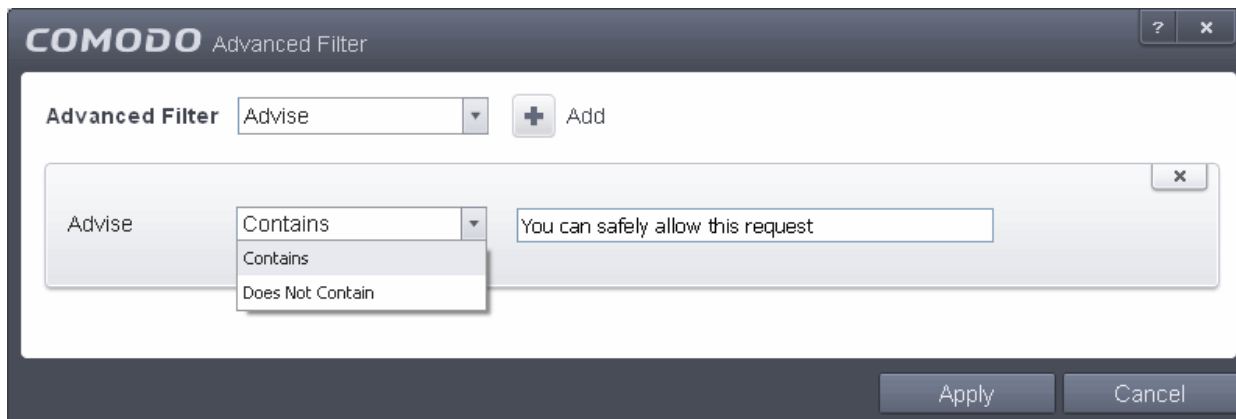 COMODO Advanced Filter
? ×
Advanced Filter Advise + Add
×
Advise Contains You can safely allow this request
Contains
Does Not Contain
Apply Cancel